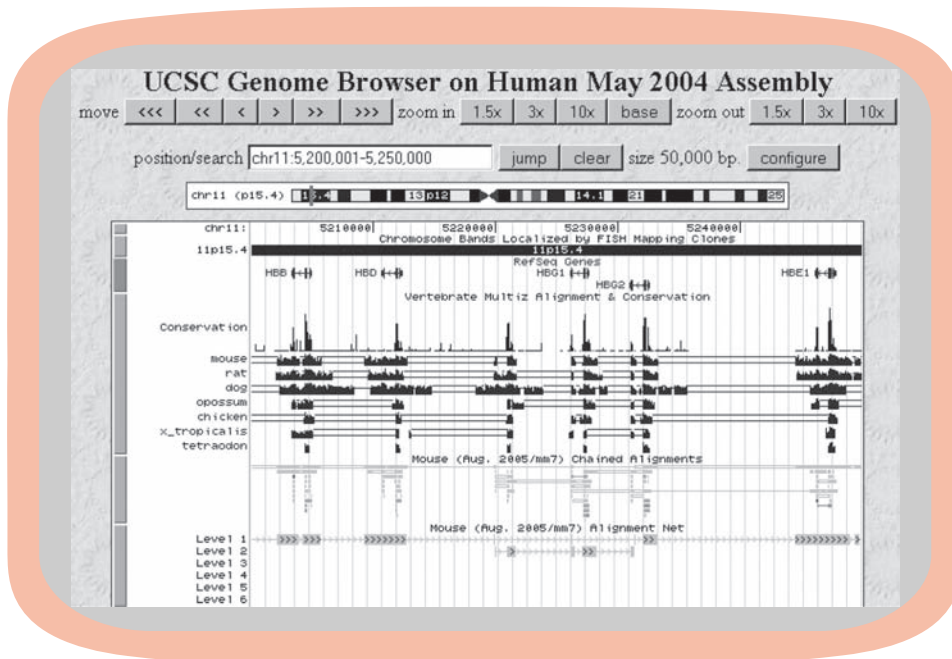 UCSC Genome Browser on Human May 2004 Assembly
move <<< << < > >> >>> zoom in 1.5x 3x 10x base zoom out 1.5x 3x 10x
position/search chr11:5,200,001-5,250,000 jump clear size 50,000 bp. configure
chr11 (p15.4) 13 p12 14.1 21 25
chr11: 5210000 5220000 5230000 5240000
Chromosome Bands Localized by FISH Mapping Clones
11p15.4 11p15.4
RefSeq Genes
HBB HBD HBG1 HBE1
HBG2
Vertebrate Multiz Alignment & Conservation
Conservation
mouse
rat
dog
opossum
chicken
x_tropicalis
tetraodon
Mouse (Aug. 2005/mm7) Chained Alignments
Mouse (Aug. 2005/mm7) Alignment Net
Level 1
Level 2
Level 3
Level 4
Level 5
Level 6